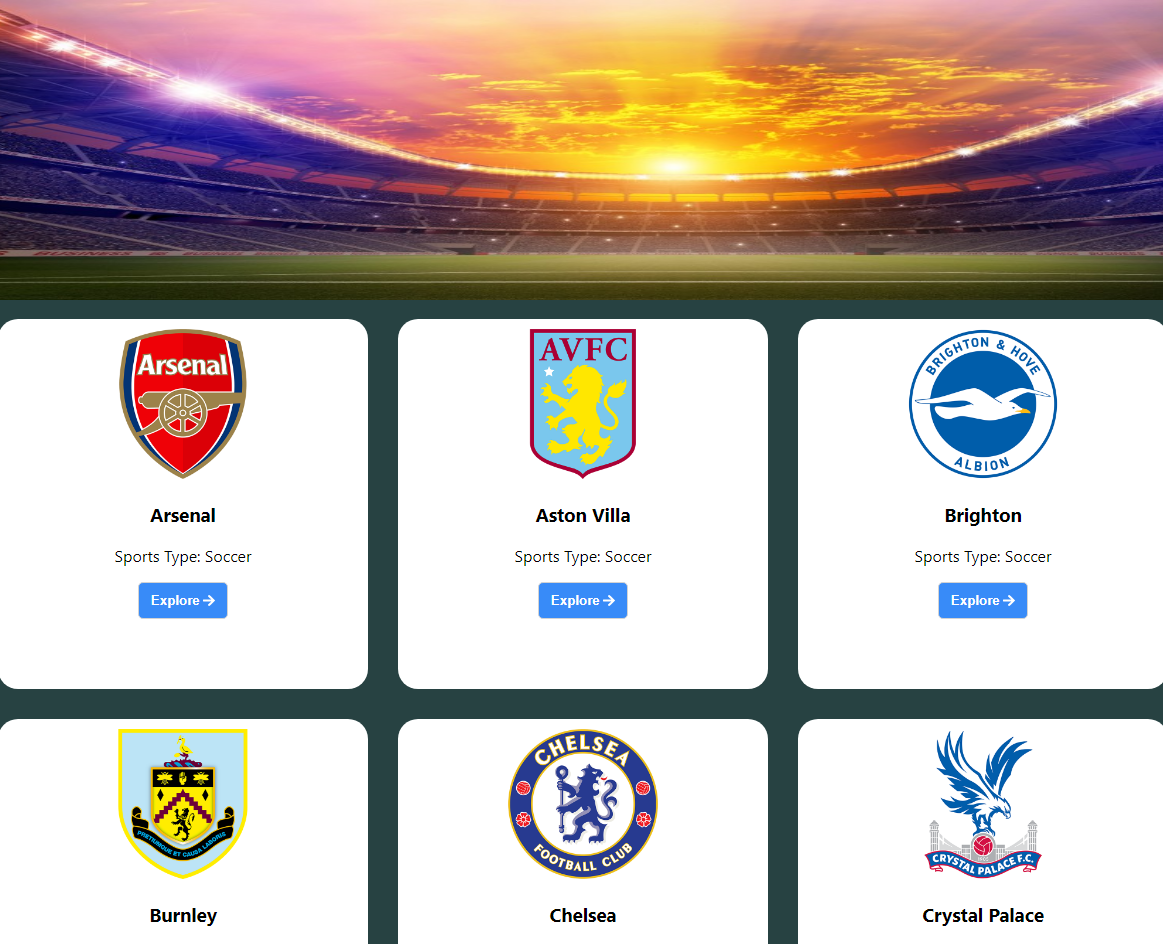 BUSINESS
Arsenal
AVFC
BRIGHTON & HOVE
ALBION
Arsenal
Aston Villa
Brighton
Sports Type: Soccer
Sports Type: Soccer
Sports Type: Soccer
Explore →
Explore →
Explore →
PRETIUMQUE ET CAUSA LABORIS
CHELSEA
FOOTBALL CLUB
CRYSTAL PALACE F.C.
Burnley
Chelsea
Crystal Palace